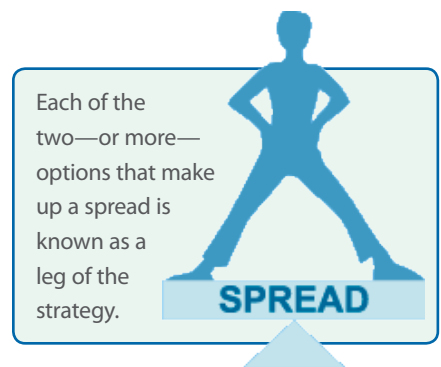 Each of the
two—or more—
options that make
up a spread is
known as a
leg of the
strategy.
SPREAD